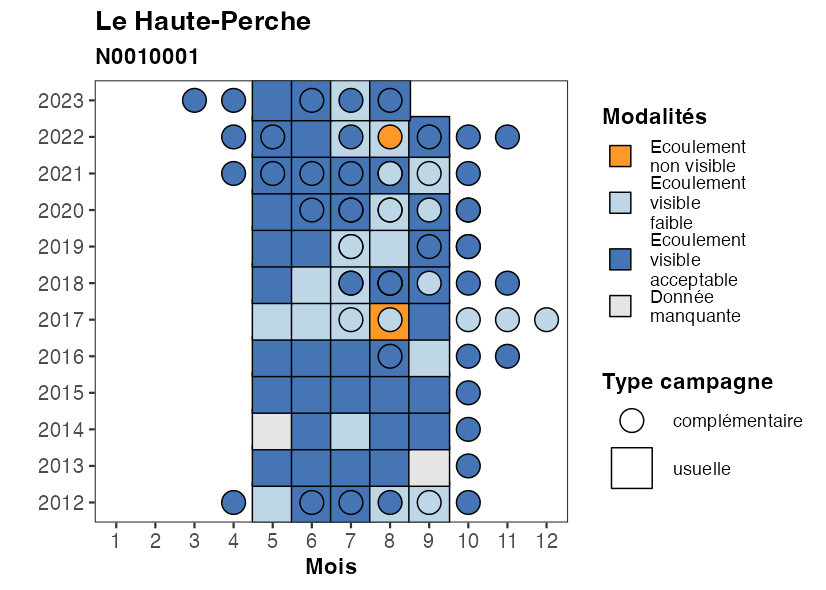 Le Haute-Perche
N0010001
2023
2022
2021
2020
2019
2018
2017
2016
2015
2014
2013
2012
1 2 3 4 5 6 7 8 9 10 11 12
Mois
Modalités
Ecoulement
non visible
Ecoulement
visible
faible
Ecoulement
visible
acceptable
Donnée
manquante
Type campagne
complémentaire
usuelle